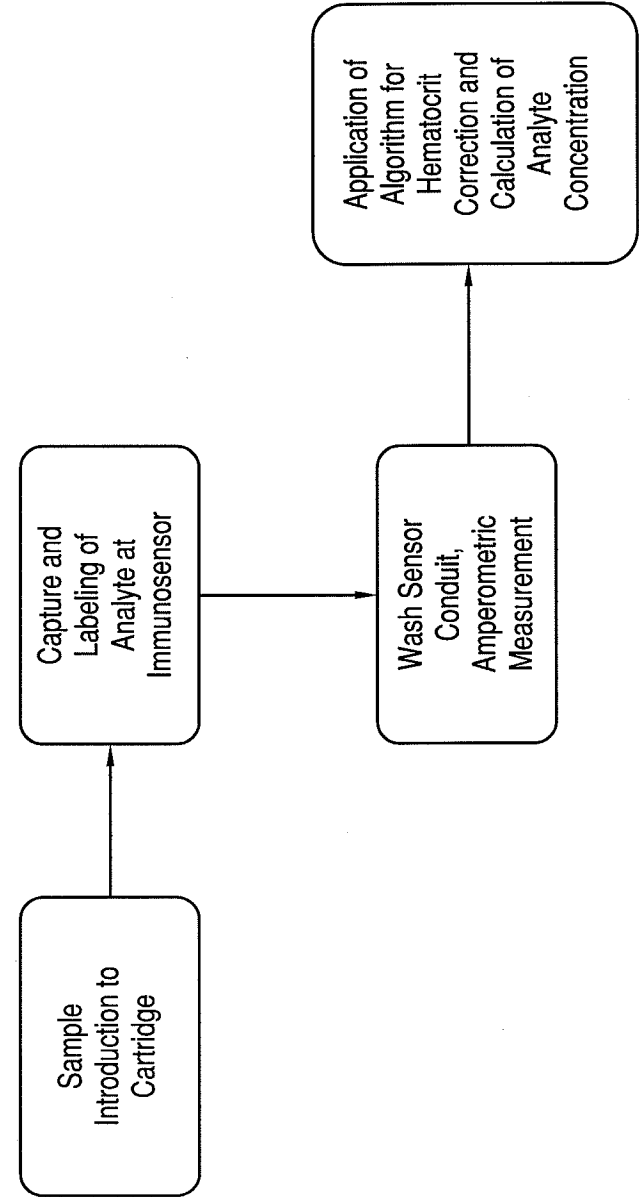 Sample
Introduction to
Cartridge
Capture and
Labeling of
Analyte at
Immunosensor
Wash Sensor
Conduit,
Amperometric
Measurement
Application of
Algorithm for
Hematocrit
Correction and
Calculation of
Analyte
Concentration